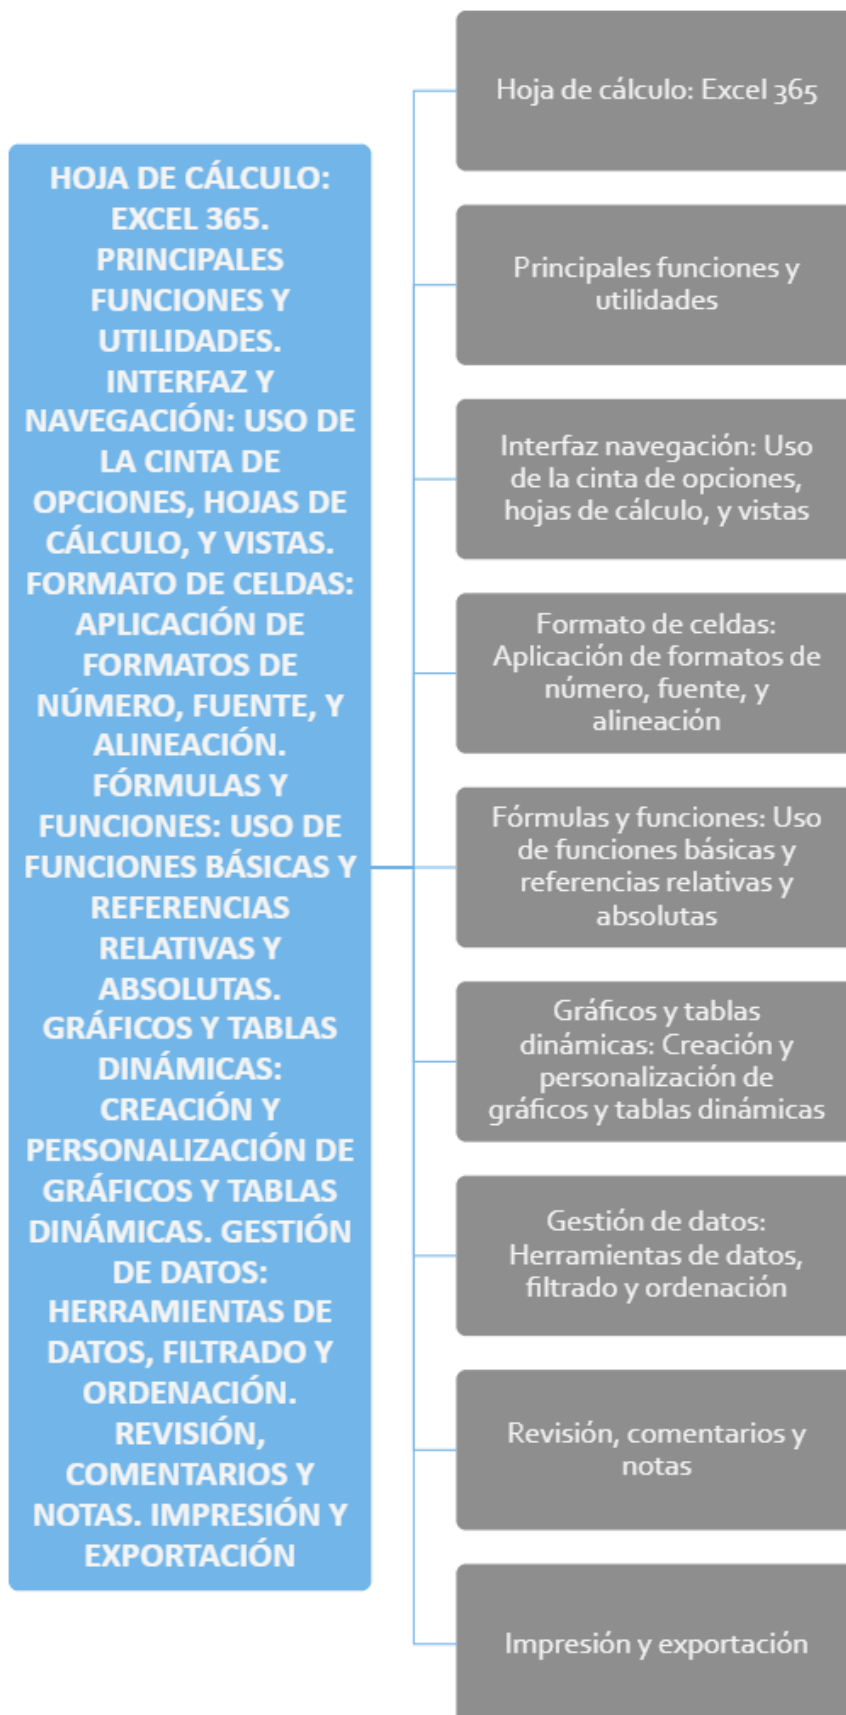 HOJA DE CÁLCULO:
EXCEL 365.
PRINCIPALES
FUNCIONES Y
UTILIDADES.
INTERFAZ Y
NAVEGACIÓN: USO DE
LA CINTA DE
OPCIONES, HOJAS DE
CÁLCULO, Y VISTAS.
FORMATO DE CELDAS:
APLICACIÓN DE
FORMATOS DE
NÚMERO, FUENTE, Y
ALINEACIÓN.
FÓRMULAS Y
FUNCIONES: USO DE
FUNCIONES BÁSICAS Y
REFERENCIAS
RELATIVAS Y
ABSOLUTAS.
GRÁFICOS Y TABLAS
DINÁMICAS:
CREACIÓN Y
PERSONALIZACIÓN DE
GRÁFICOS Y TABLAS
DINÁMICAS. GESTIÓN
DE DATOS:
HERRAMIENTAS DE
DATOS, FILTRADO Y
ORDENACIÓN.
REVISIÓN,
COMENTARIOS Y
NOTAS. IMPRESIÓN Y
EXPORTACIÓN
Hoja de cálculo: Excel 365
Principales funciones y
utilidades
Interfaz navegación: Uso
de la cinta de opciones,
hojas de cálculo, y vistas
Formato de celdas:
Aplicación de formatos de
número, fuente, y
alineación
Fórmulas y funciones: Uso
de funciones básicas y
referencias relativas y
absolutas
Gráficos y tablas
dinámicas: Creación y
personalización de
gráficos y tablas dinámicas
Gestión de datos:
Herramientas de datos,
filtrado y ordenación
Revisión, comentarios y
notas
Impresión y exportación